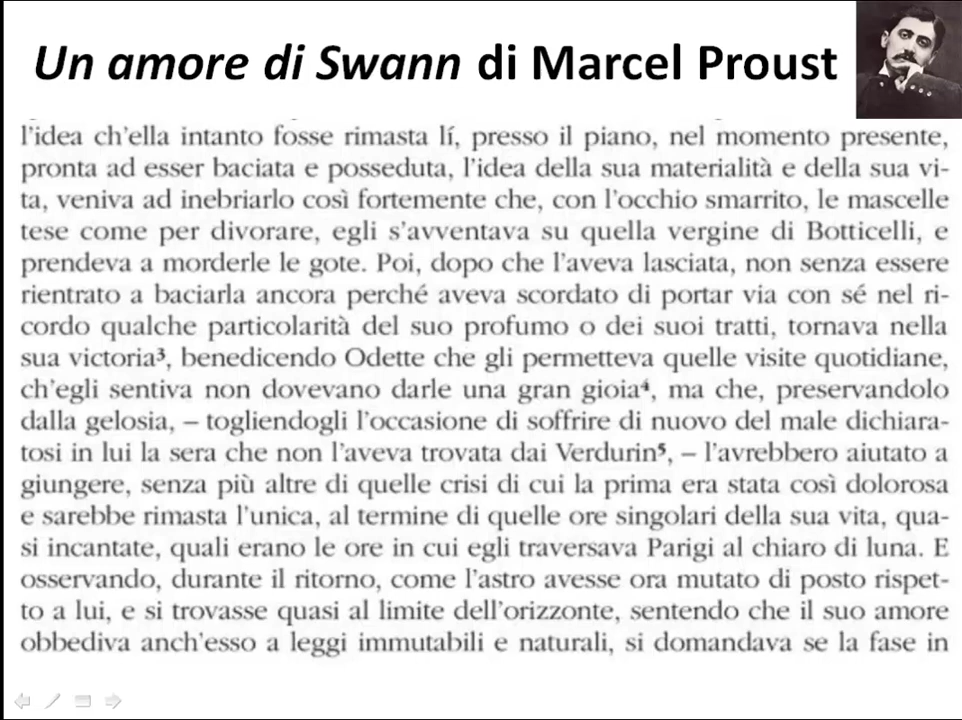 Un amore di Swann di Marcel Proust
l'idea ch'ella intanto fosse rimasta lí, presso il piano, nel momento presente,
pronta ad esser baciata e posseduta, l'idea della sua materialità e della sua vi-
ta, veniva ad inebriarlo così fortemente che, con l'occhio smarrito, le mascelle
tese come per divorare, egli s'avventava su quella vergine di Botticelli, e
prendeva a morderle le gote. Poi, dopo che l'aveva lasciata, non senza essere
rientrato a baciarla ancora perché aveva scordato di portar via con sé nel ri-
cordo qualche particolarità del suo profumo o dei suoi tratti, tornava nella
sua victoria³, benedicendo Odette che gli permetteva quelle visite quotidiane,
ch'egli sentiva non dovevano darle una gran gioia⁴, ma che, preservandolo
dalla gelosia, – togliendogli l'occasione di soffrire di nuovo del male dichiara-
tosi in lui la sera che non l'aveva trovata dai Verdurin⁵, – l'avrebbero aiutato a
giungere, senza più altre di quelle crisi di cui la prima era stata così dolorosa
e sarebbe rimasta l'unica, al termine di quelle ore singolari della sua vita, qua-
si incantate, quali erano le ore in cui egli traversava Parigi al chiaro di luna. E
osservando, durante il ritorno, come l'astro avesse ora mutato di posto rispet-
to a lui, e si trovasse quasi al limite dell'orizzonte, sentendo che il suo amore
obbediva anch'esso a leggi immutabili e naturali, si domandava se la fase in